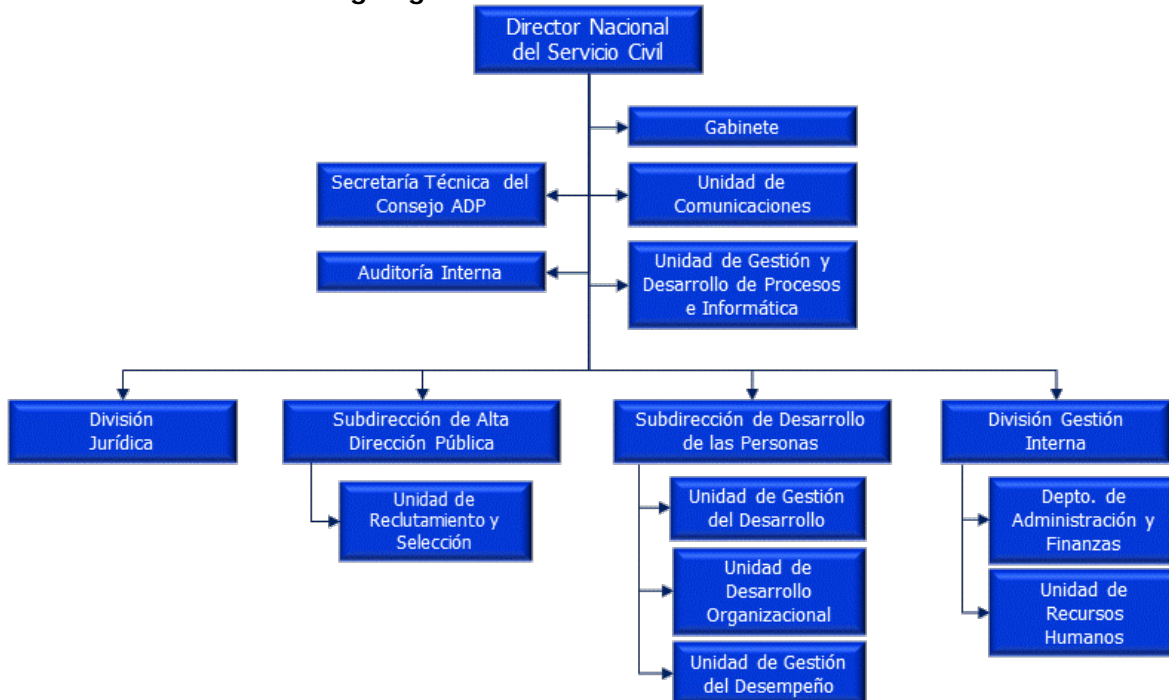 Director Nacional
del Servicio Civil
Gabinete
Secretaría Técnica del
Consejo ADP
Unidad de
Comunicaciones
Auditoría Interna
Unidad de Gestión y
Desarrollo de Procesos
e Informática
División
Jurídica
Subdirección de Alta
Dirección Pública
Subdirección de Desarrollo
de las Personas
División Gestión
Interna
Unidad de
Reclutamiento y
Selección
Unidad de Gestión
del Desarrollo
Unidad de
Desarrollo
Organizacional
Unidad de Gestión
del Desempeño
Depto. de
Administración y
Finanzas
Unidad de
Recursos
Humanos